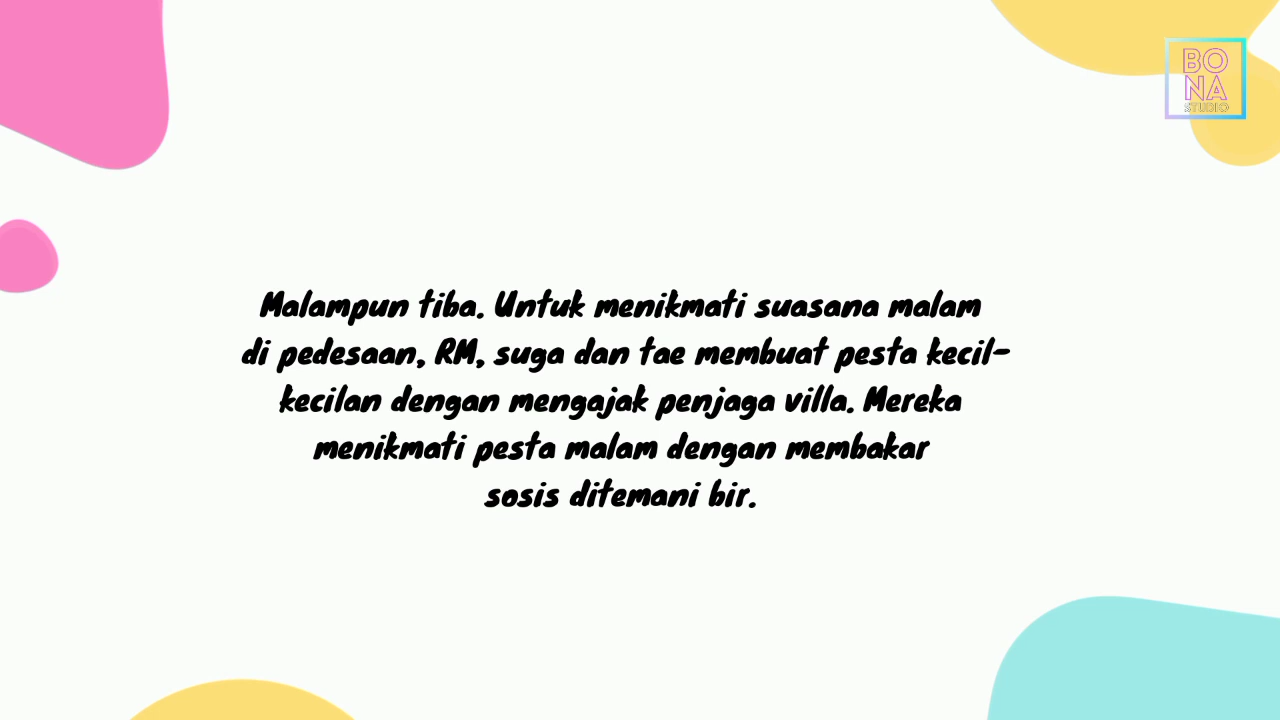 BO
NA
STUDIO
Malampun tiba. Untuk menikmati suasana malam
di pedesaan, RM, suga dan tae membuat pesta kecil-
kecilan dengan mengajak penjaga villa. Mereka
menikmati pesta malam dengan membakar
sosis ditemani bir.